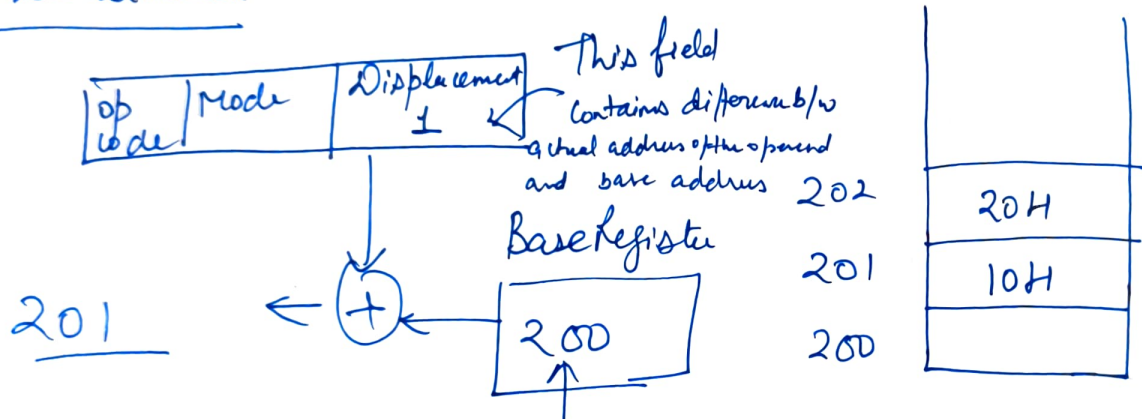 op Mode Displacement
code 1
This field
contains difference b/w
actual address of the operand
and base address
Base Register
200
201
202 20H
201 10H
200